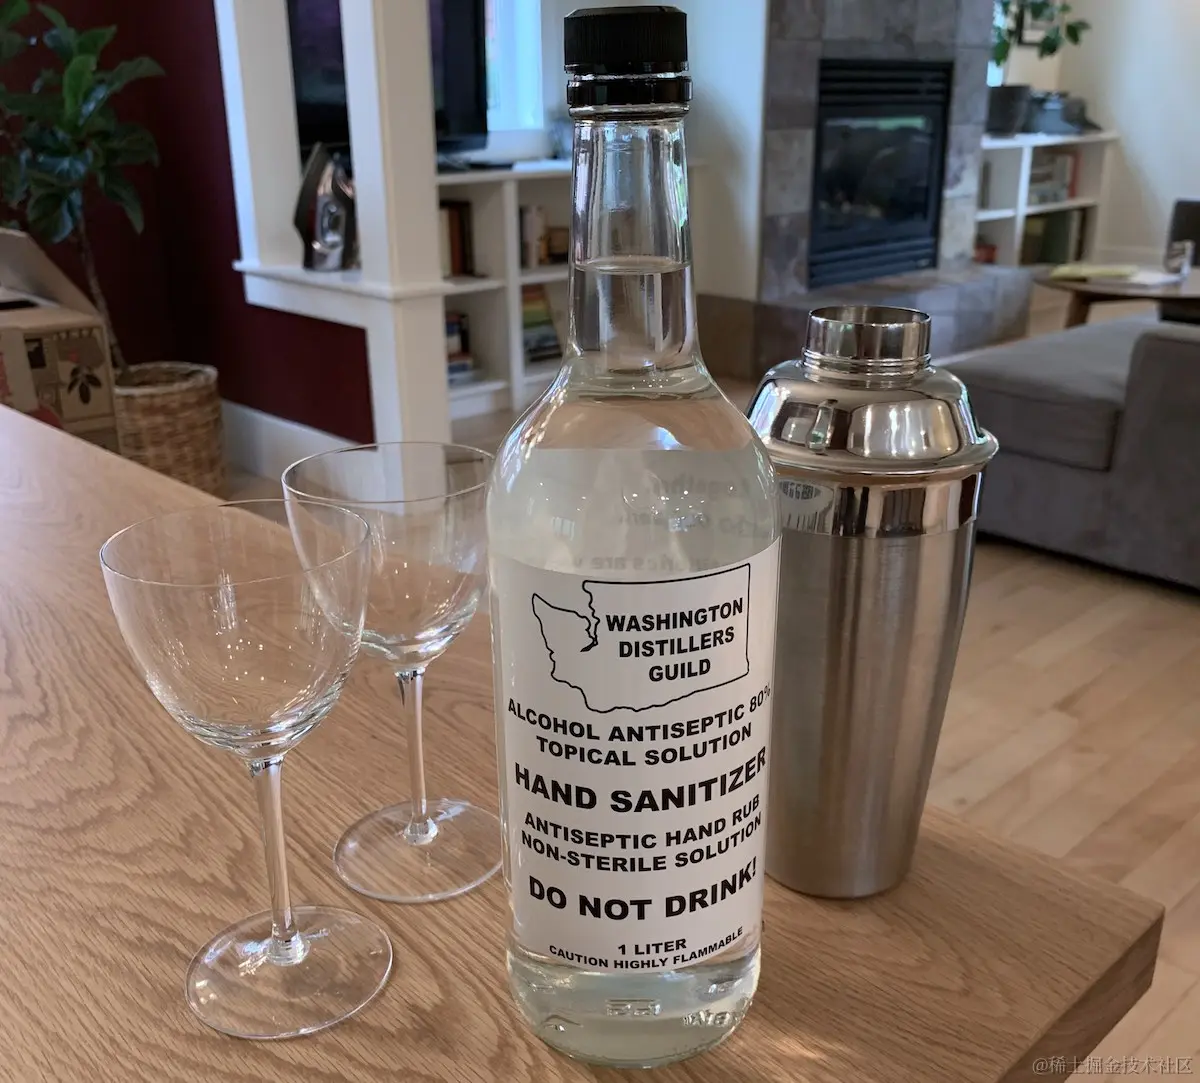 WASHINGTON
DISTILLERS
GUILD
ALCOHOL ANTISEPTIC 80%
TOPICAL SOLUTION
HAND SANITIZER
ANTISEPTIC HAND RUB
NON-STERILE SOLUTION
DO NOT DRINK!
1 LITER
CAUTION HIGHLY FLAMMABLE
@稀土掘金技术社区